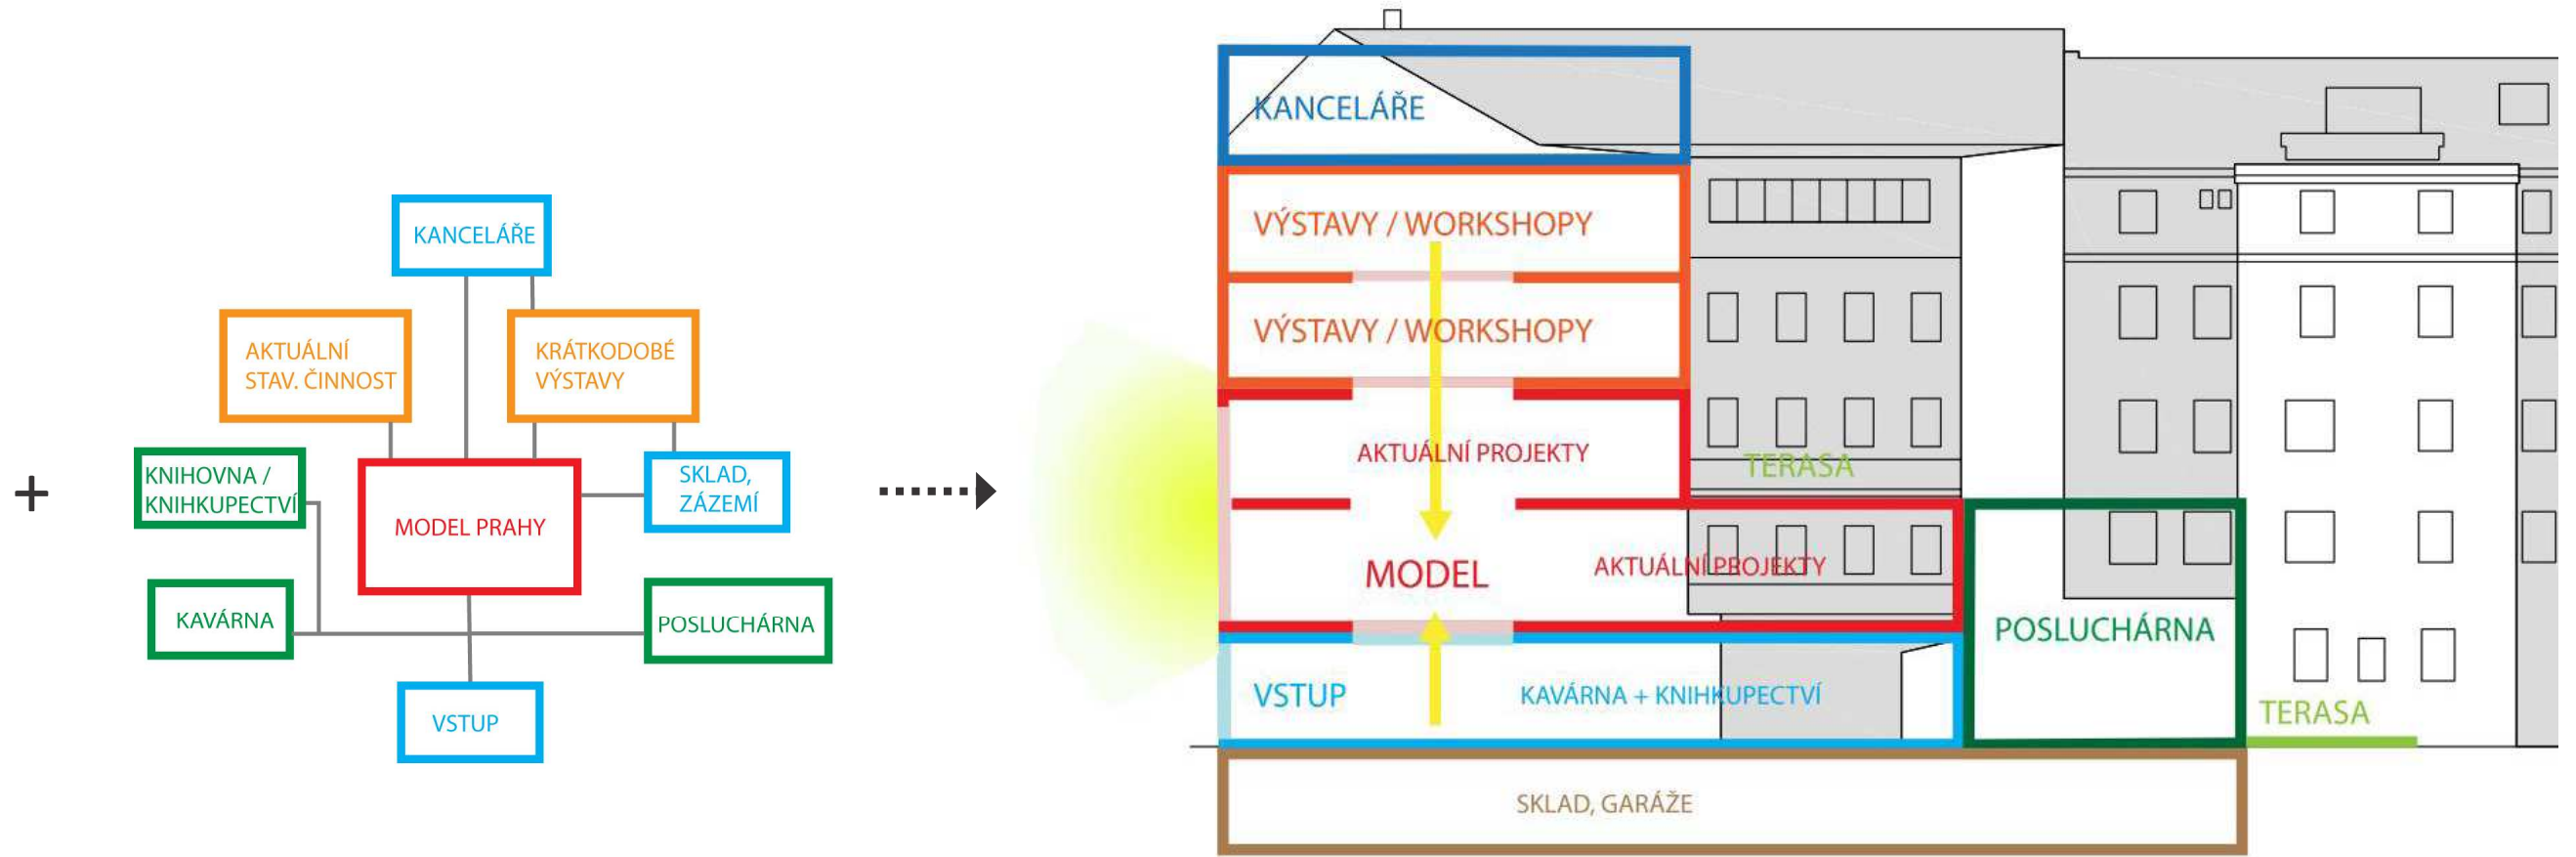 +
KANCELÁŘE
AKTUÁLNÍ
STAV. ČINNOST
KRÁTKODOBÉ
VÝSTAVY
KNIHOVNA /
KNIHKUPECTVÍ
SKLAD,
ZÁZEMÍ
MODEL PRAHY
KAVÁRNA
POSLUCHÁRNA
VSTUP
KANCELÁŘE
VÝSTAVY / WORKSHOPY
VÝSTAVY / WORKSHOPY
AKTUÁLNÍ PROJEKTY
TERASA
MODEL
AKTUÁLNÍ PROJEKTY
POSLUCHÁRNA
VSTUP
KAVÁRNA + KNIHKUPECTVÍ
TERASA
SKLAD, GARÁŽE